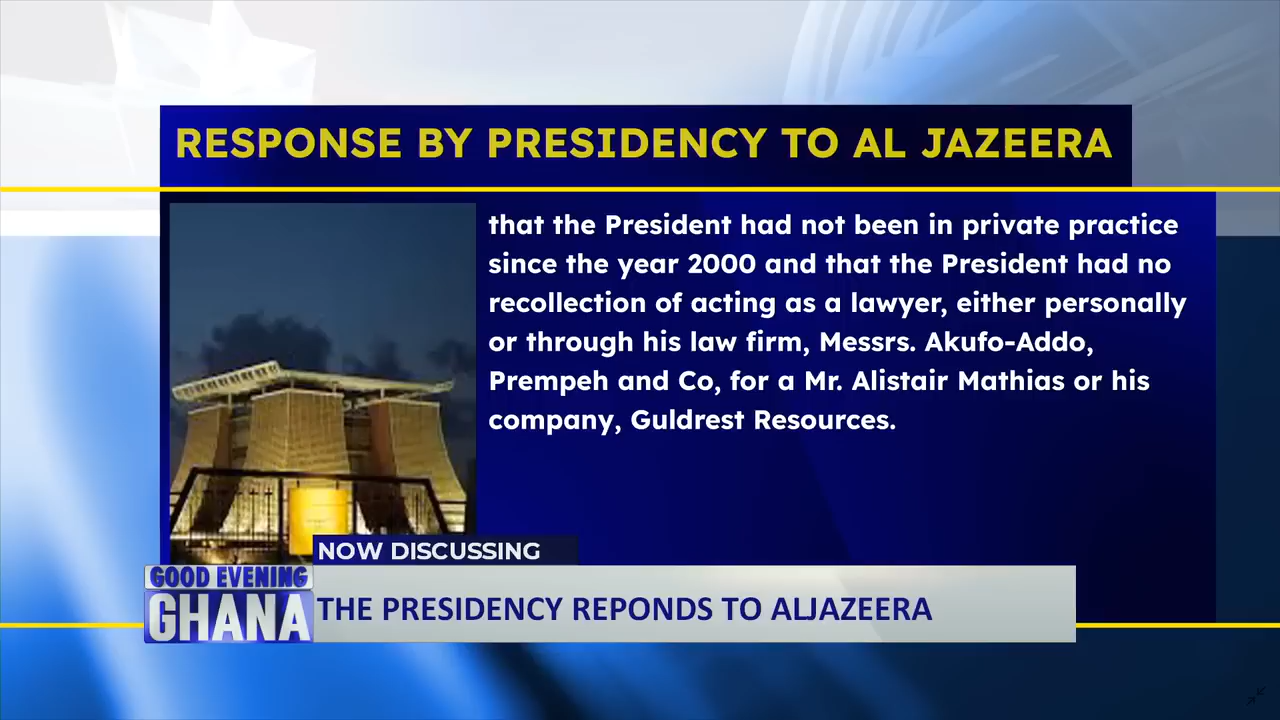 RESPONSE BY PRESIDENCY TO AL JAZEERA
that the President had not been in private practice
since the year 2000 and that the President had no
recollection of acting as a lawyer, either personally
or through his law firm, Messrs. Akufo-Addo,
Prempeh and Co, for a Mr. Alistair Mathias or his
company, Guldrest Resources.
NOW DISCUSSING
GOOD EVENING
GHANA
THE PRESIDENCY REPONDS TO ALJAZEERA